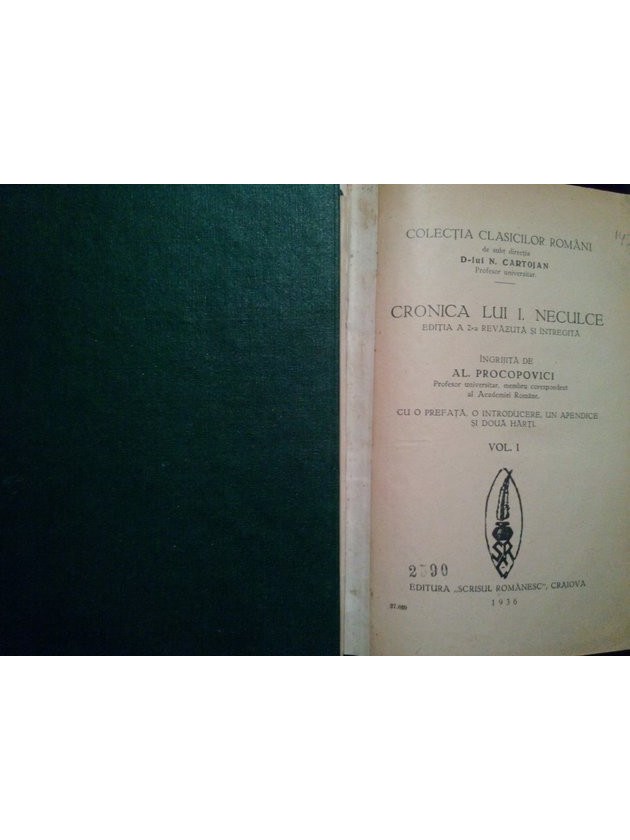 COLECȚIA CLASICILOR ROMÂNI
de subt direcția
D-lui N. CARTOJAN
Profesor universitar.
CRONICA LUI I. NECULCE
EDIȚIA A 2-a REVĂZUTĂ ȘI ÎNTREGITĂ
ÎNGRIJITĂ DE
AL. PROCOPOVICI
Profesor universitar, membru corespondent
al Academiei Române.
CU O PREFAȚĂ, O INTRODUCERE, UN APENDICE
ȘI DOUĂ HĂRȚI.
VOL. I
SRC
EDITURA „SCRISUL ROMÂNESC", CRAIOVA
1936